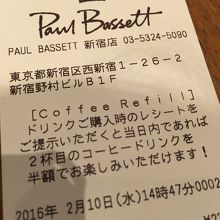 Paul Bassett
PAUL BASSETT 新宿店 03-5324-5090
東京都新宿区西新宿1-26-2
新宿野村ビルB1F
[Coffee Refill]
ドリンクご購入時のレシートを
ご提示いただくと当日内であれば
2杯目のコーヒードリンクを
半額でお楽しみいただけます!
2016年 2月10日(水)14時47分0002